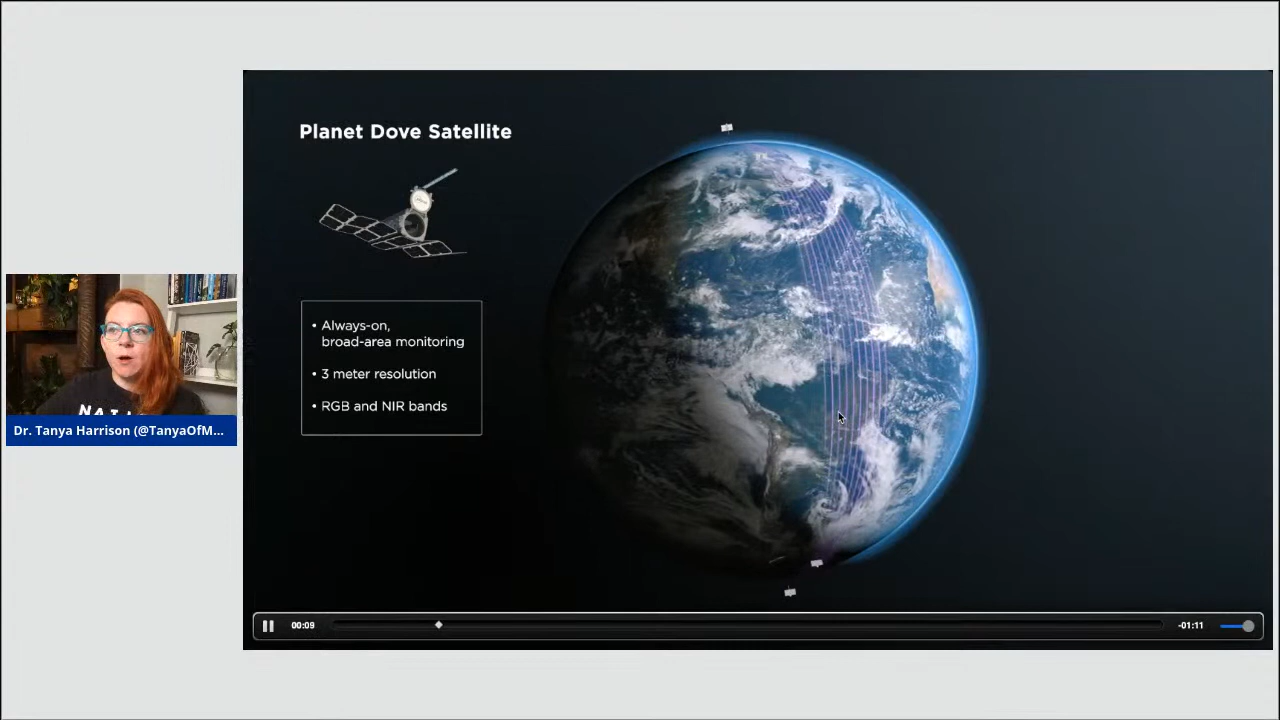 Planet Dove Satellite
• Always-on,
broad-area monitoring
• 3 meter resolution
• RGB and NIR bands
Dr. Tanya Harrison (@TanyaOfM...
00:09
-01:11